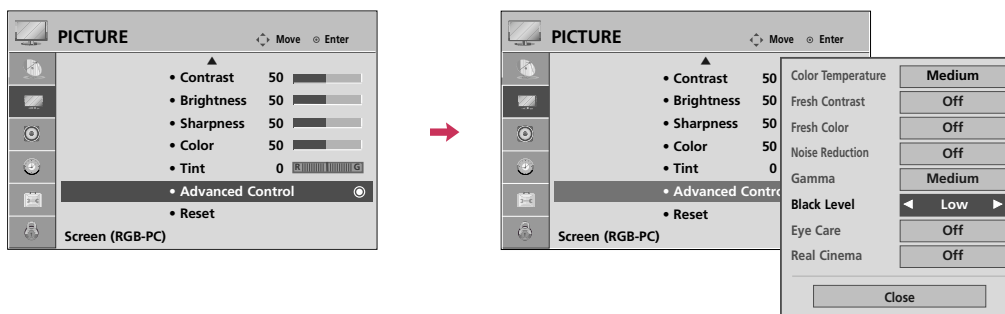 PICTURE
Move Enter
• Contrast 50
• Brightness 50
• Sharpness 50
• Color 50
• Tint 0 R G
• Advanced Control
• Reset
Screen (RGB-PC)
PICTURE
Move Enter
• Contrast 50
• Brightness 50
• Sharpness 50
• Color 50
• Tint 0
• Advanced Contro
• Reset
Screen (RGB-PC)
Color Temperature Medium
Fresh Contrast Off
Fresh Color Off
Noise Reduction Off
Gamma Medium
Black Level ◄ Low ►
Eye Care Off
Real Cinema Off
Close